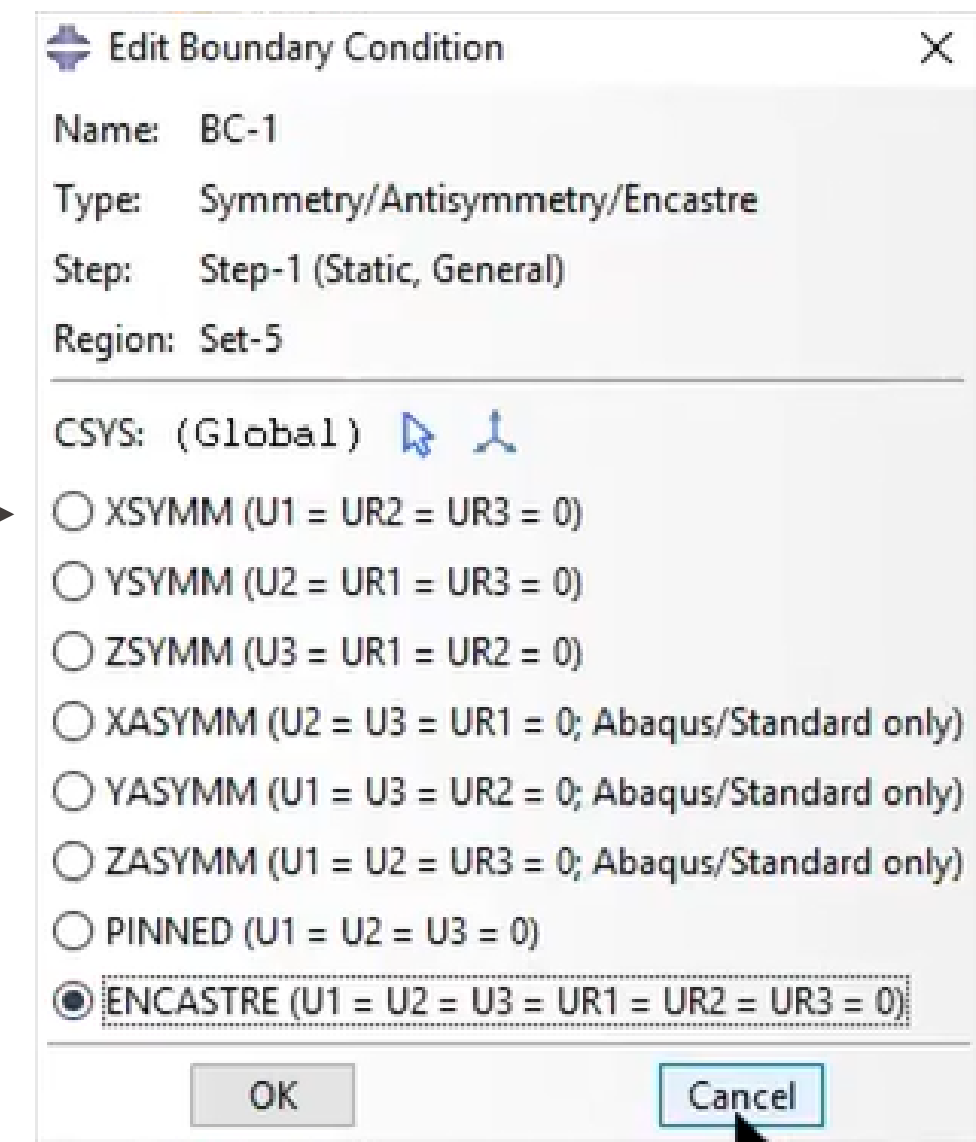 Edit Boundary Condition
Name: BC-1
Type: Symmetry/Antisymmetry/Encastre
Step: Step-1 (Static, General)
Region: Set-5
CSYS: (Global)
XSYMM (U1 = UR2 = UR3 = 0)
YSYMM (U2 = UR1 = UR3 = 0)
ZSYMM (U3 = UR1 = UR2 = 0)
XASYMM (U2 = U3 = UR1 = 0; Abaqus/Standard only)
YASYMM (U1 = U3 = UR2 = 0; Abaqus/Standard only)
ZASYMM (U1 = U2 = UR3 = 0; Abaqus/Standard only)
PINNED (U1 = U2 = U3 = 0)
ENCASTRE (U1 = U2 = U3 = UR1 = UR2 = UR3 = 0)
OK Cancel